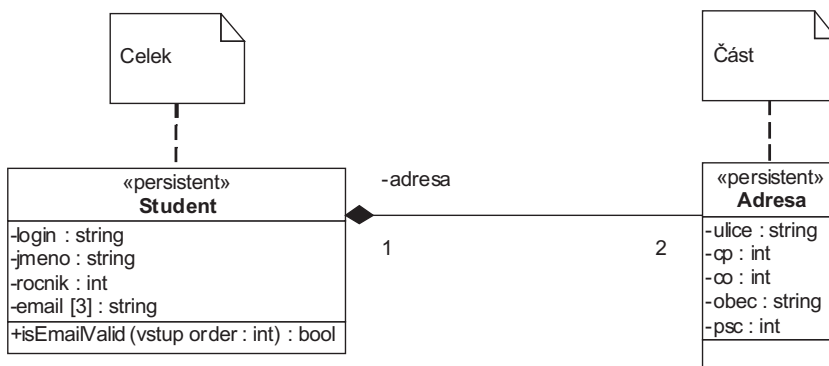 Celek
Část
«persistent»
Student
-login : string
-jmeno : string
-rocnik : int
-email [3] : string
+isEmailValid (vstup order : int) : bool
-adresa
1
2
«persistent»
Adresa
-ulice : string
-cp : int
-co : int
-obec : string
-psc : int